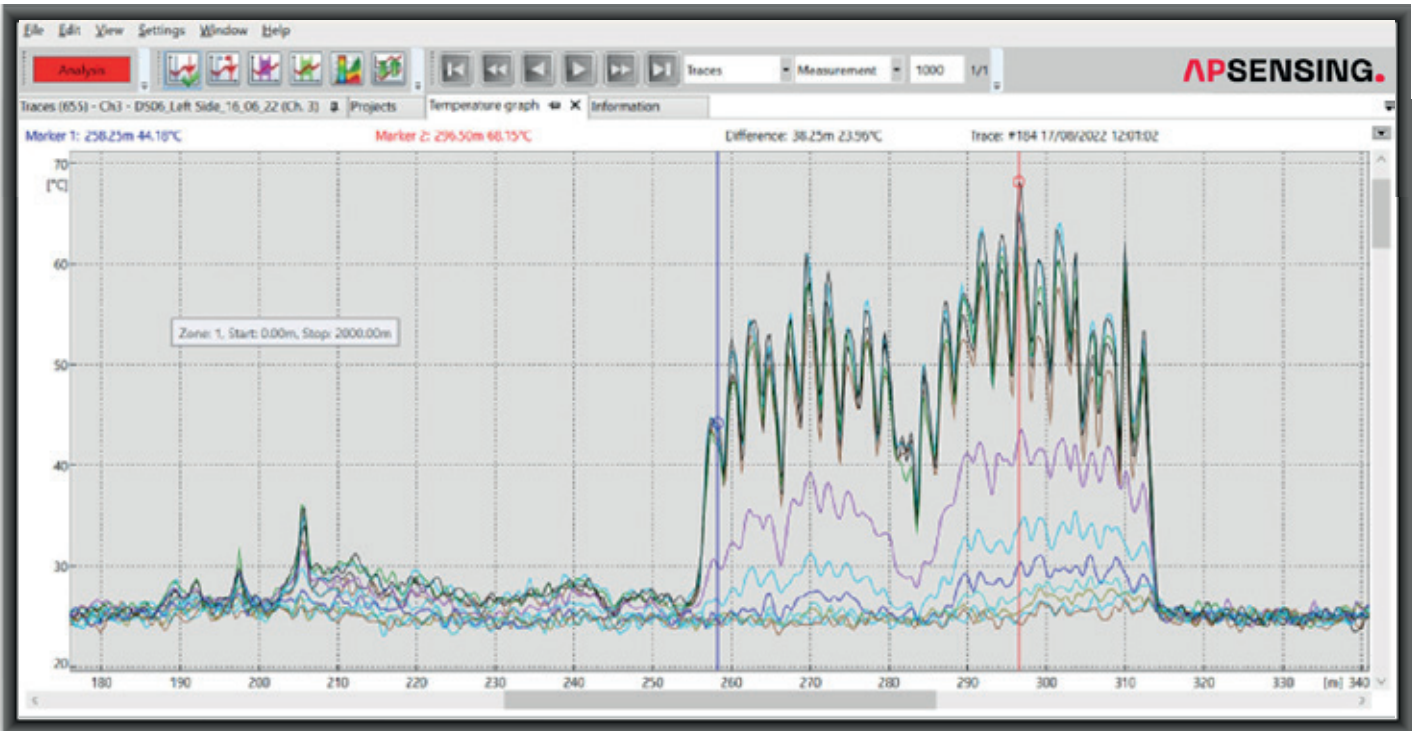 File Edit View Settings Window Help
Analysis Traces Measurement 1000 1/1 APSENSING.
Traces (655) - Ch3 - DS06_Left Side_16_06_22 (Ch. 3) Projects Temperature graph X Information
Marker 1: 258.25m 44.18°C Marker 2: 296.50m 68.15°C Difference: 38.25m 23.96°C Trace: #184 17/08/2022 12:01:02
70
[°C]
60
Zone: 1, Start: 0.00m, Stop: 2000.00m
50
40
30
20
180 190 200 210 220 230 240 250 260 270 280 290 300 310 320 330 [m] 340